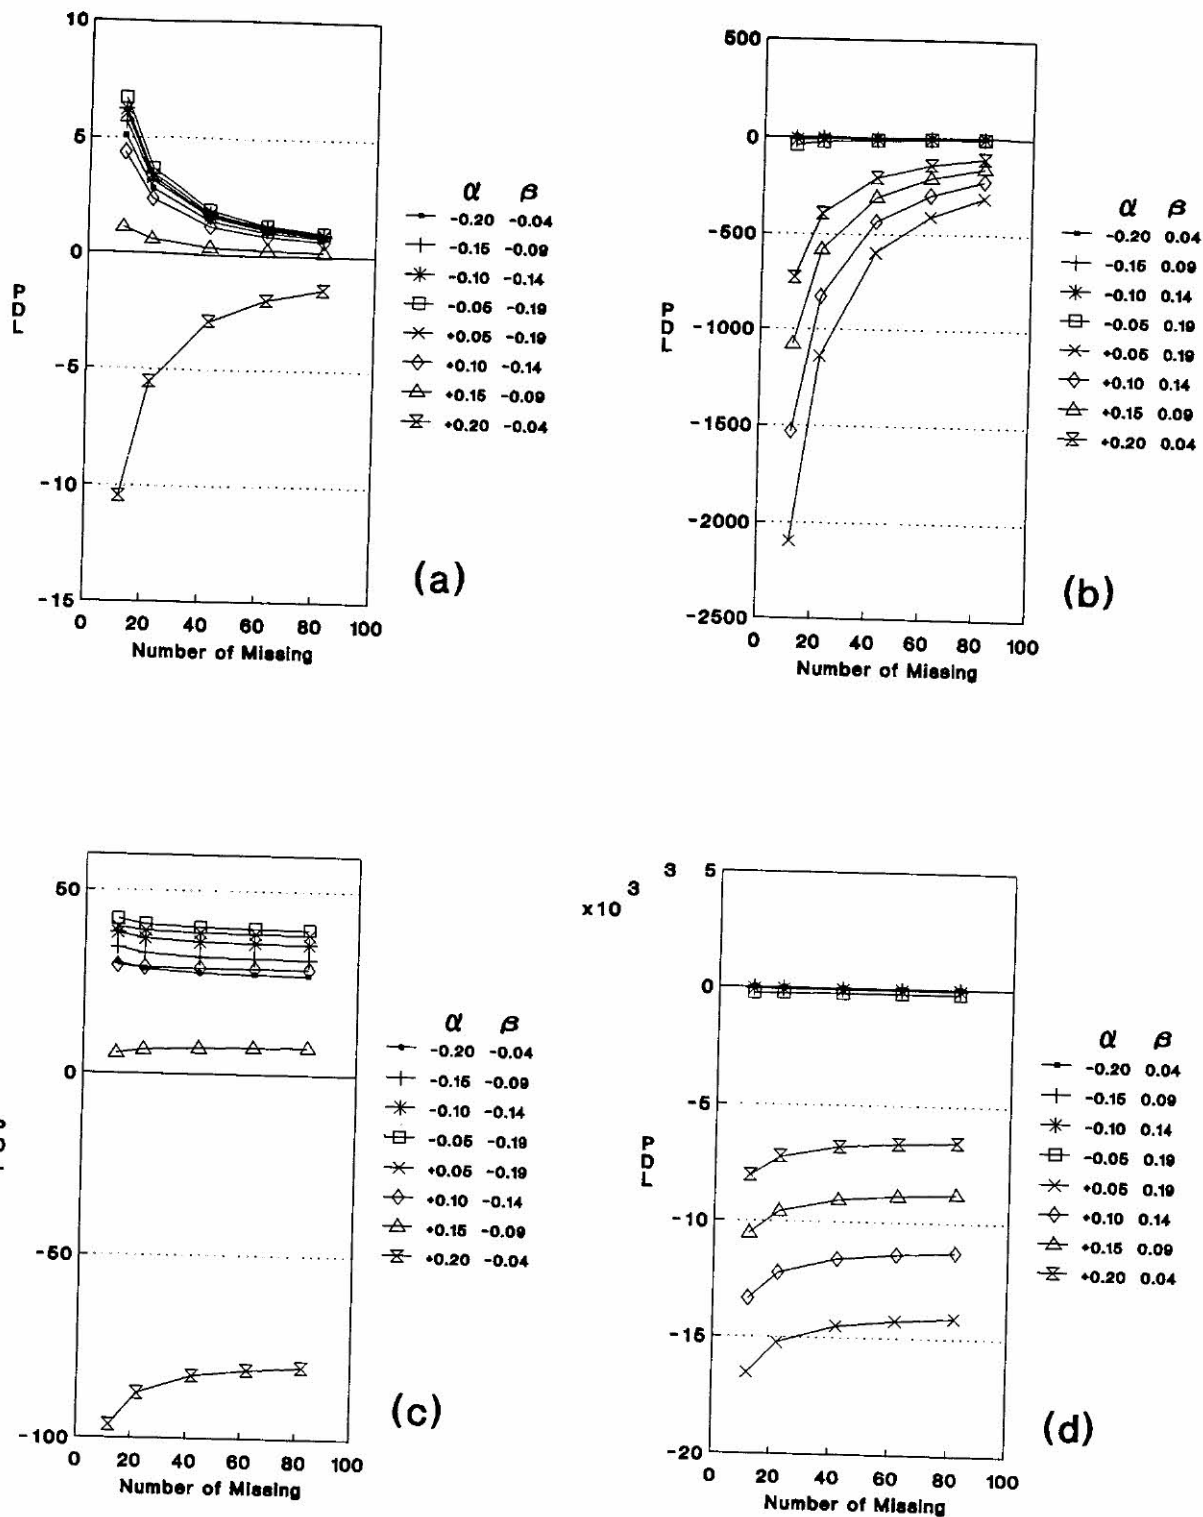 10
5
0
-5
-10
-15
0 20 40 60 80 100
Number of Missing
P
D
L
α β
-0.20 -0.04
-0.15 -0.09
-0.10 -0.14
-0.05 -0.19
+0.05 -0.19
+0.10 -0.14
+0.15 -0.09
+0.20 -0.04
(a)
500
0
-500
-1000
-1500
-2000
-2500
0 20 40 60 80 100
Number of Missing
P
D
L
α β
-0.20 0.04
-0.15 0.09
-0.10 0.14
-0.05 0.19
+0.05 0.19
+0.10 0.14
+0.15 0.09
+0.20 0.04
(b)
50
0
-50
-100
0 20 40 60 80 100
Number of Missing
α β
-0.20 -0.04
-0.15 -0.09
-0.10 -0.14
-0.05 -0.19
+0.05 -0.19
+0.10 -0.14
+0.15 -0.09
+0.20 -0.04
(c)
x10 3 3
5
0
-5
-10
-15
-20
0 20 40 60 80 100
Number of Missing
P
D
L
α β
-0.20 0.04
-0.15 0.09
-0.10 0.14
-0.05 0.19
+0.05 0.19
+0.10 0.14
+0.15 0.09
+0.20 0.04
(d)